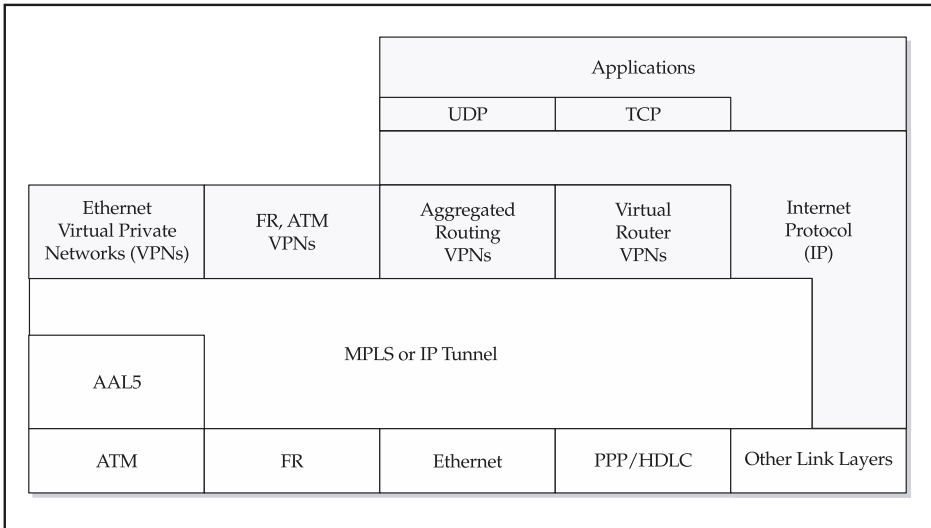 Applications
UDP
TCP
Ethernet
Virtual Private
Networks (VPNs)
FR, ATM
VPNs
Aggregated
Routing
VPNs
Virtual
Router
VPNs
Internet
Protocol
(IP)
MPLS or IP Tunnel
AAL5
ATM
FR
Ethernet
PPP/HDLC
Other Link Layers